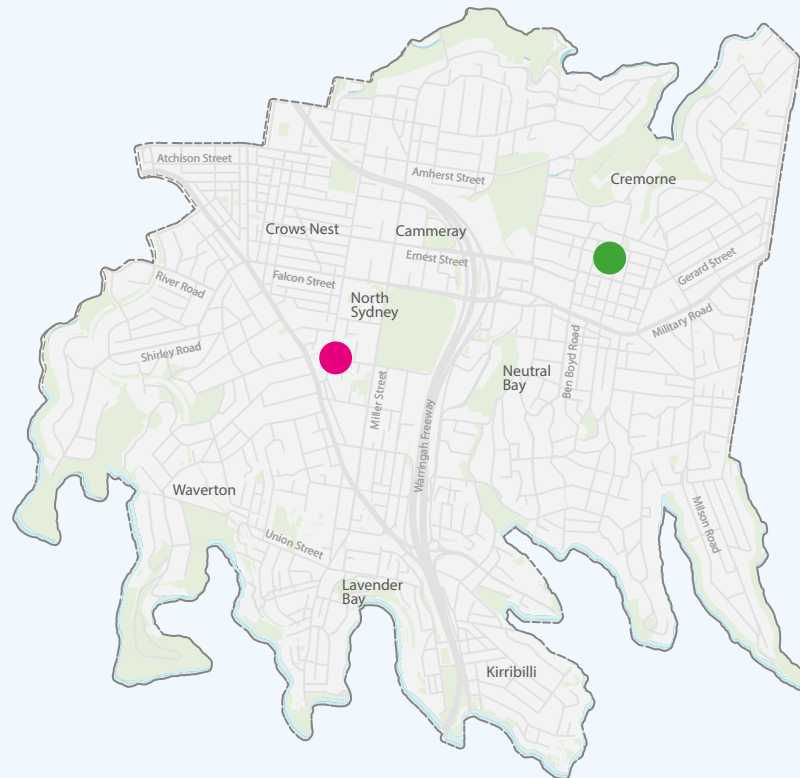 Atchison Street
Amherst Street
Cremorne
Crows Nest
Cammeray
Ernest Street
Gerard Street
Falcon Street
River Road
North
Sydney
Military Road
Shirley Road
Neutral
Bay
Ben Boyd Road
Miller Street
Warringah Freeway
Waverton
Milson Road
Union Street
Lavender
Bay
Kirribilli